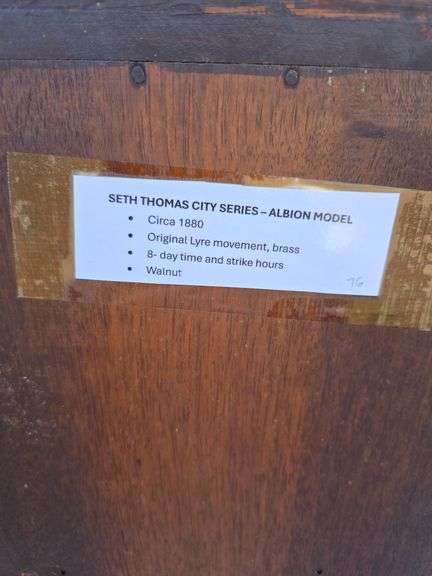 SETH THOMAS CITY SERIES – ALBION MODEL
• Circa 1880
• Original Lyre movement, brass
• 8- day time and strike hours
• Walnut
76